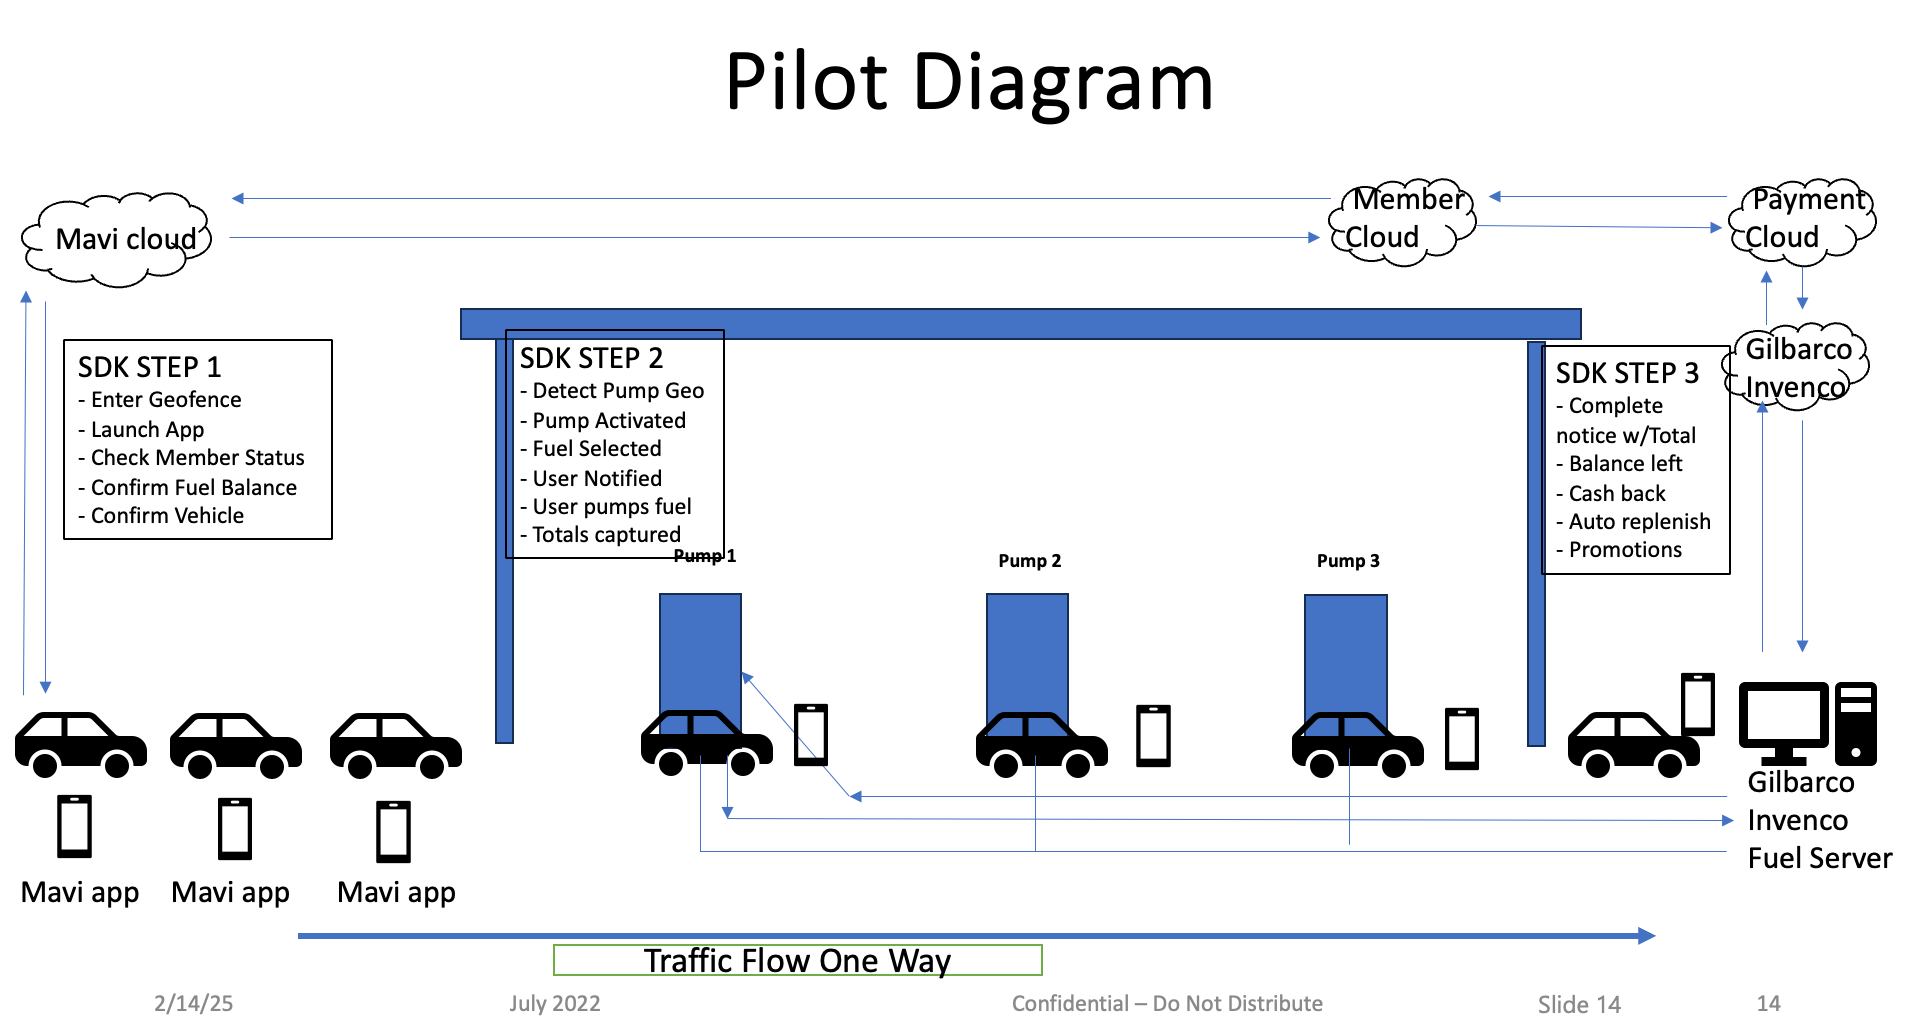 Pilot Diagram
Mavi cloud
Member
Cloud
Payment
Cloud
Gilbarco
Invenco
SDK STEP 1
- Enter Geofence
- Launch App
- Check Member Status
- Confirm Fuel Balance
- Confirm Vehicle
SDK STEP 2
- Detect Pump Geo
- Pump Activated
- Fuel Selected
- User Notified
- User pumps fuel
- Totals captured
SDK STEP 3
- Complete
notice w/Total
- Balance left
- Cash back
- Auto replenish
- Promotions
Pump 1
Pump 2
Pump 3
Gilbarco
Invenco
Fuel Server
Mavi app
Mavi app
Mavi app
Traffic Flow One Way
2/14/25
July 2022
Confidential – Do Not Distribute
Slide 14
14